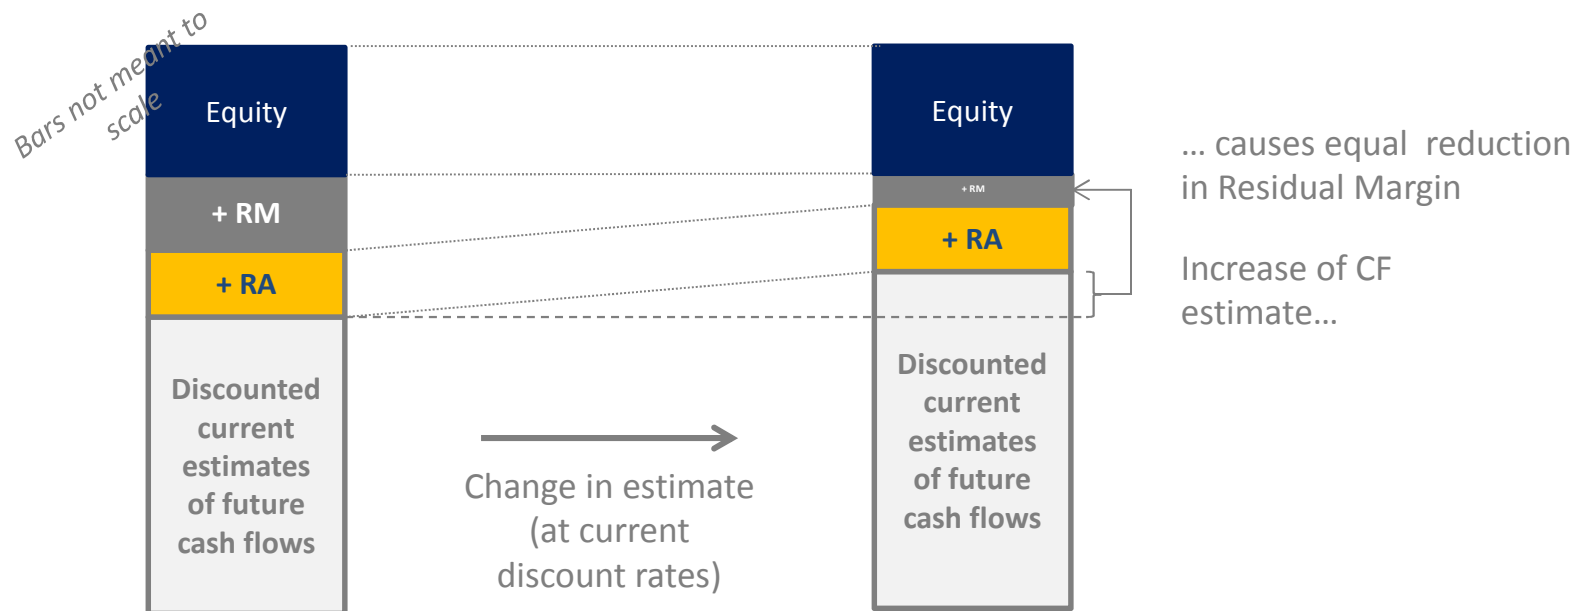 Bars not meant to
scale
Equity
+ RM
+ RA
Discounted
current
estimates
of future
cash flows
Change in estimate
(at current
discount rates)
Equity
+ RM
+ RA
Discounted
current
estimates
of future
cash flows
... causes equal reduction
in Residual Margin
Increase of CF
estimate...